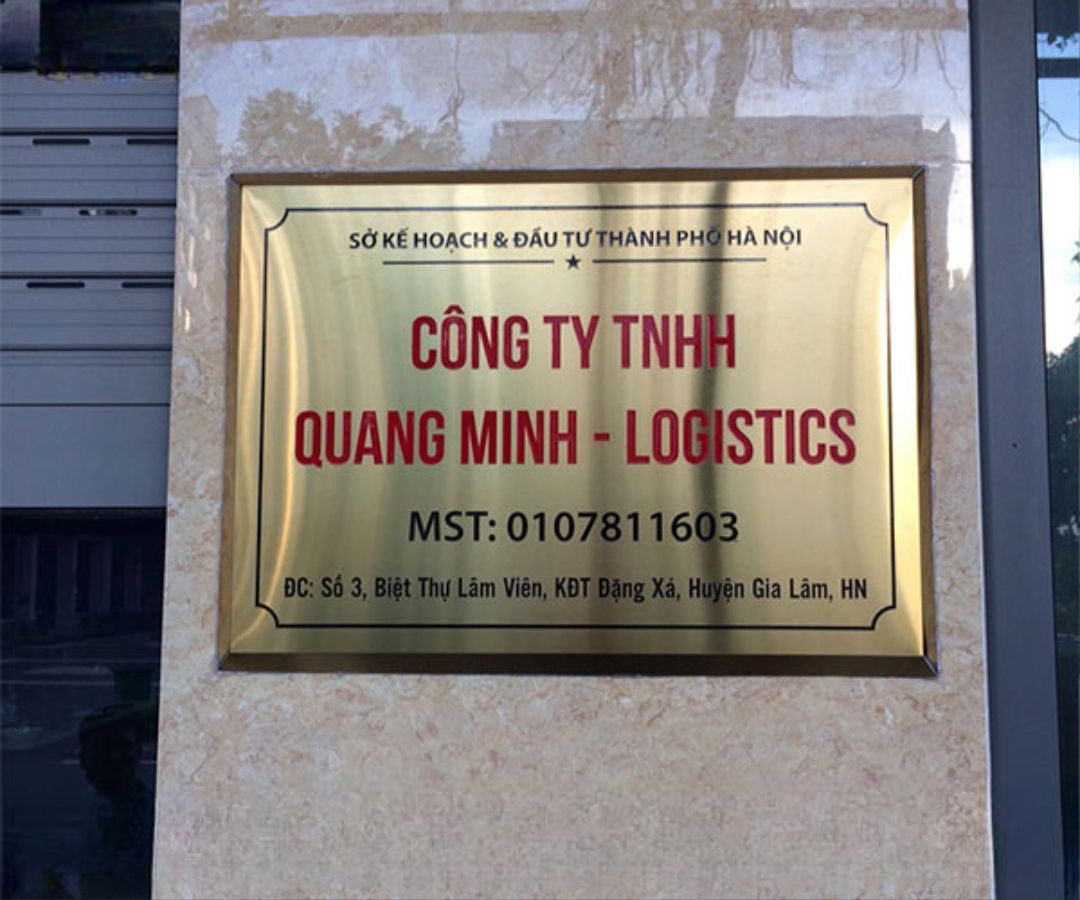 SỞ KẾ HOẠCH & ĐẦU TƯ THÀNH PHỐ HÀ NỘI
CÔNG TY TNHH
QUANG MINH - LOGISTICS
MST: 0107811603
ĐC: Số 3, Biệt Thự Lâm Viên, KĐT Đặng Xá, Huyện Gia Lâm, HN